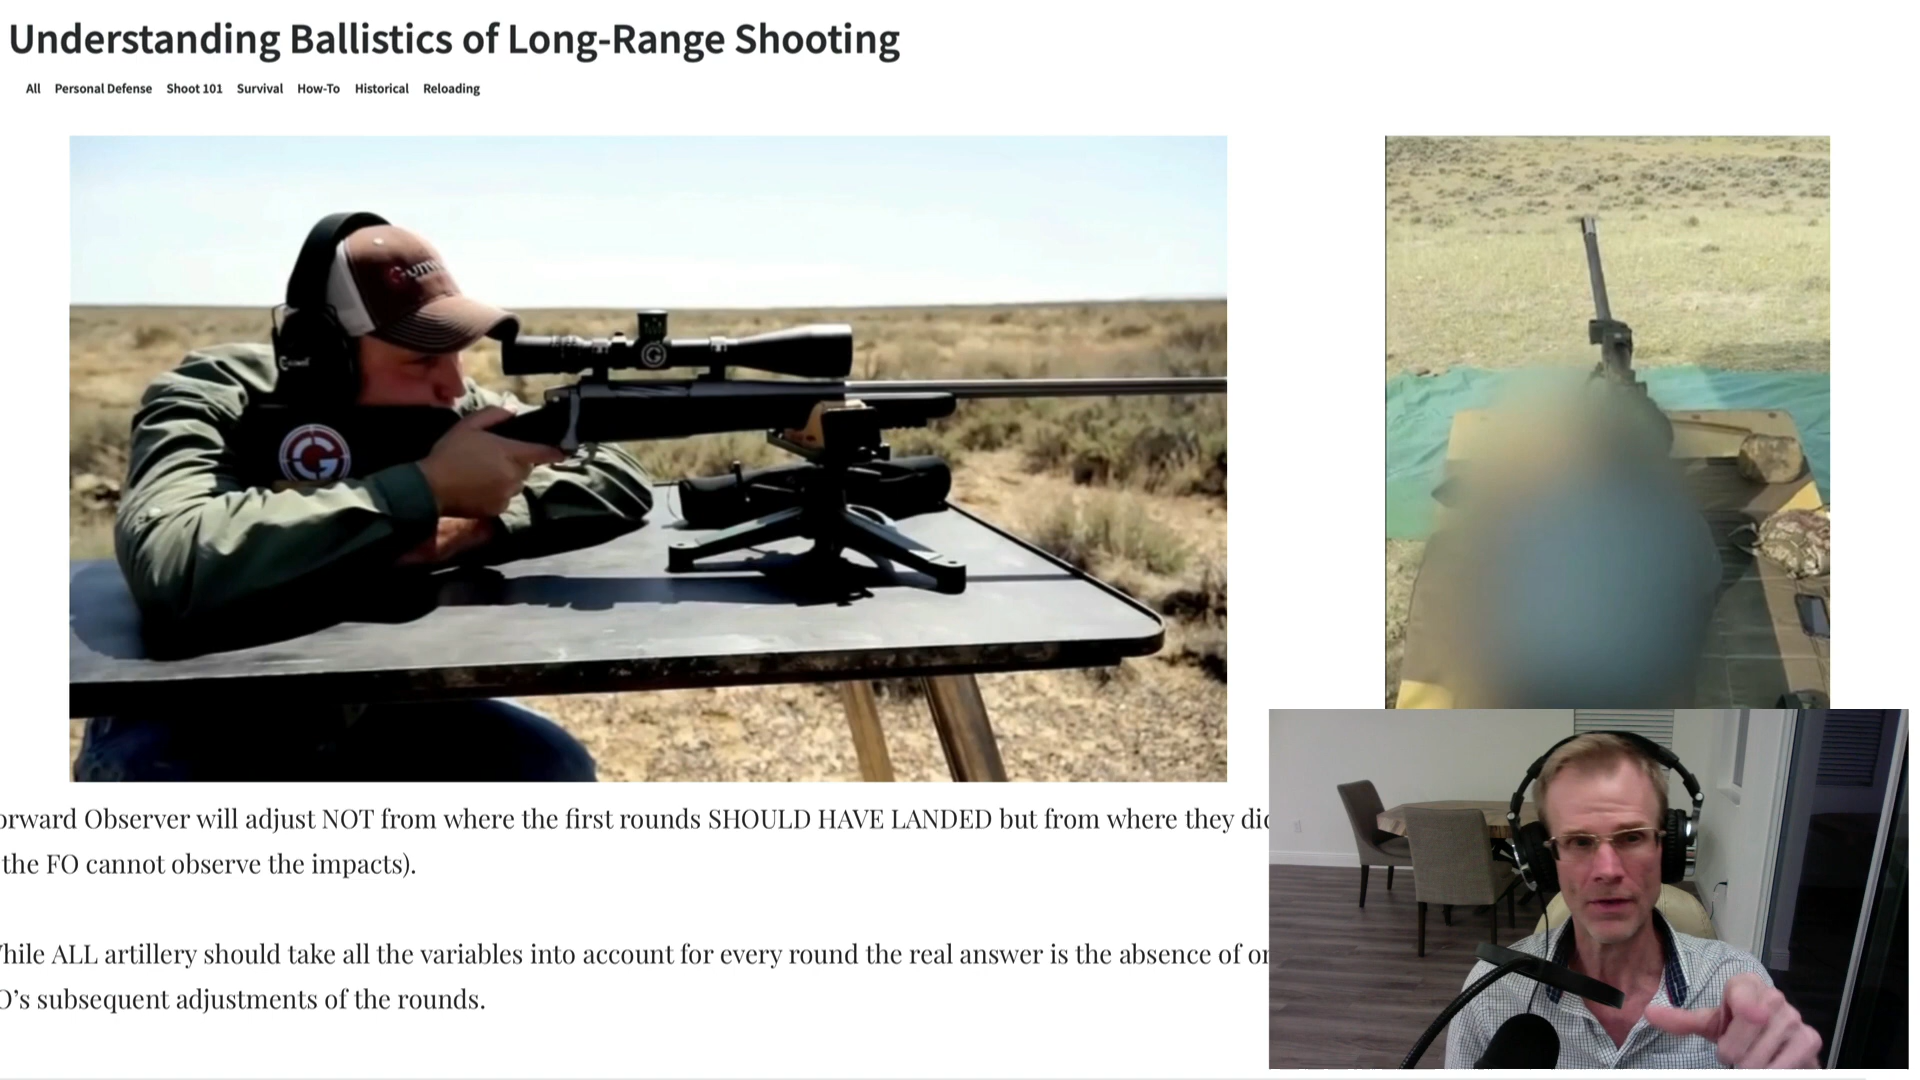 Understanding Ballistics of Long-Range Shooting
All Personal Defense Shoot 101 Survival How-To Historical Reloading
G
G
orward Observer will adjust NOT from where the first rounds SHOULD HAVE LANDED but from where they did
the FO cannot observe the impacts).
While ALL artillery should take all the variables into account for every round the real answer is the absence of
O's subsequent adjustments of the rounds.